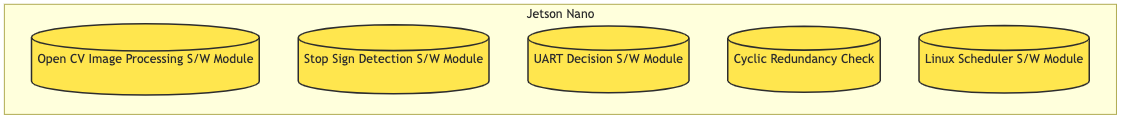 Jetson Nano
Open CV Image Processing S/W Module
Stop Sign Detection S/W Module
UART Decision S/W Module
Cyclic Redundancy Check
Linux Scheduler S/W Module